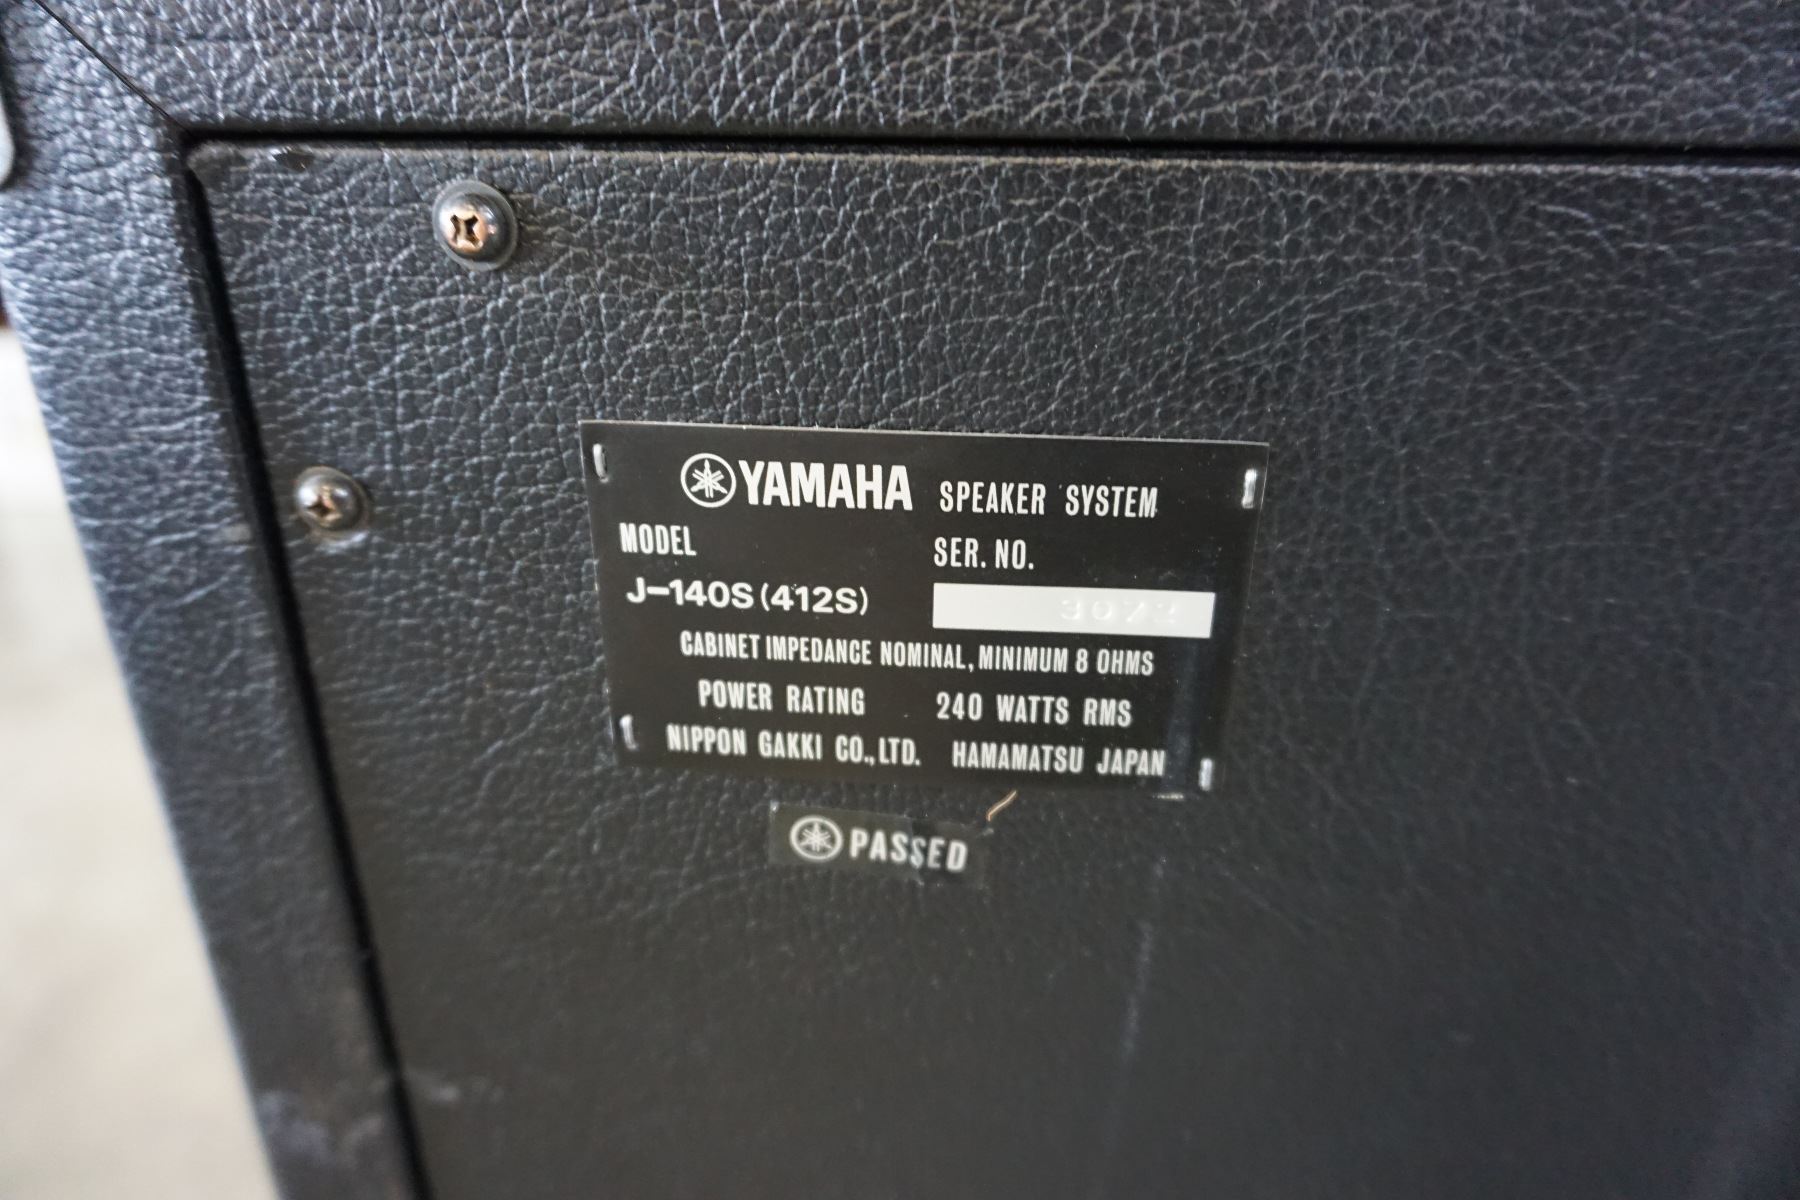 YAMAHA SPEAKER SYSTEM
MODEL SER. NO.
J-140S (412S) 3072
CABINET IMPEDANCE NOMINAL, MINIMUM 8 OHMS
POWER RATING 240 WATTS RMS
NIPPON GAKKI CO., LTD. HAMAMATSU JAPAN
PASSED